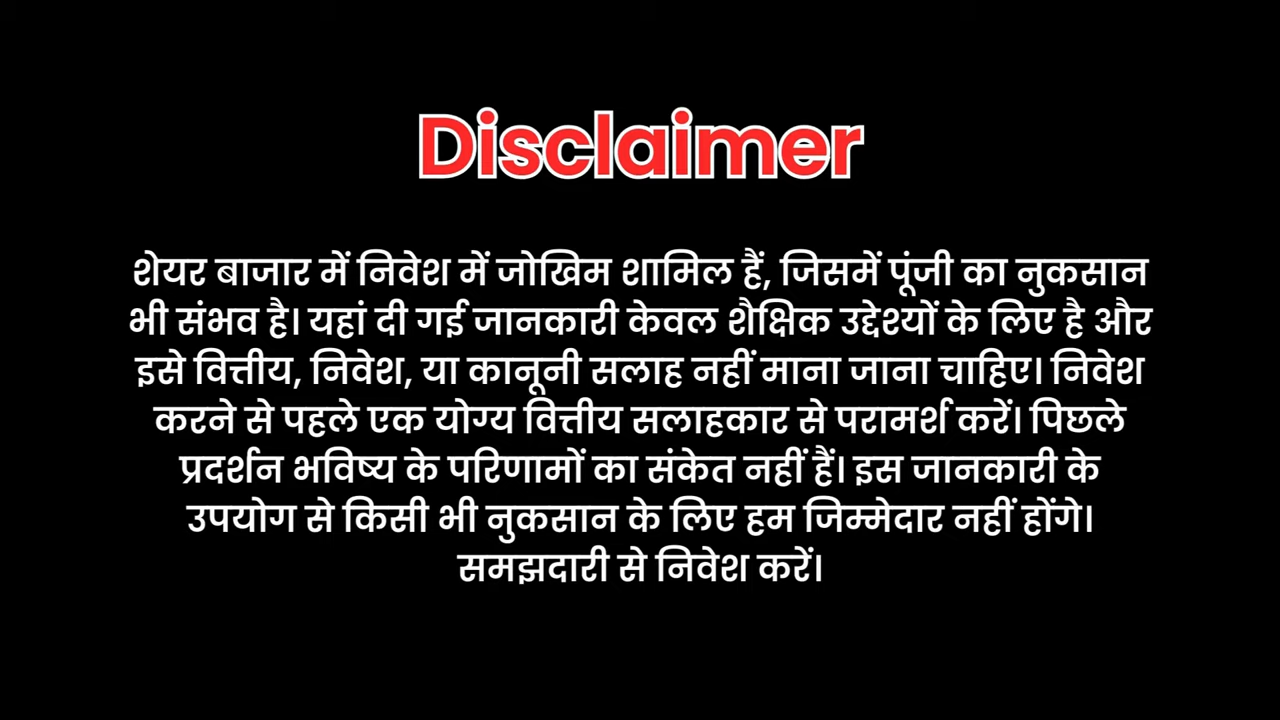 Disclaimer
शेयर बाजार में निवेश में जोखिम शामिल हैं, जिसमें पूंजी का नुकसान
भी संभव है। यहां दी गई जानकारी केवल शैक्षिक उद्देश्यों के लिए है और
इसे वित्तीय, निवेश, या कानूनी सलाह नहीं माना जाना चाहिए। निवेश
करने से पहले एक योग्य वित्तीय सलाहकार से परामर्श करें। पिछले
प्रदर्शन भविष्य के परिणामों का संकेत नहीं हैं। इस जानकारी के
उपयोग से किसी भी नुकसान के लिए हम जिम्मेदार नहीं होंगे।
समझदारी से निवेश करें।